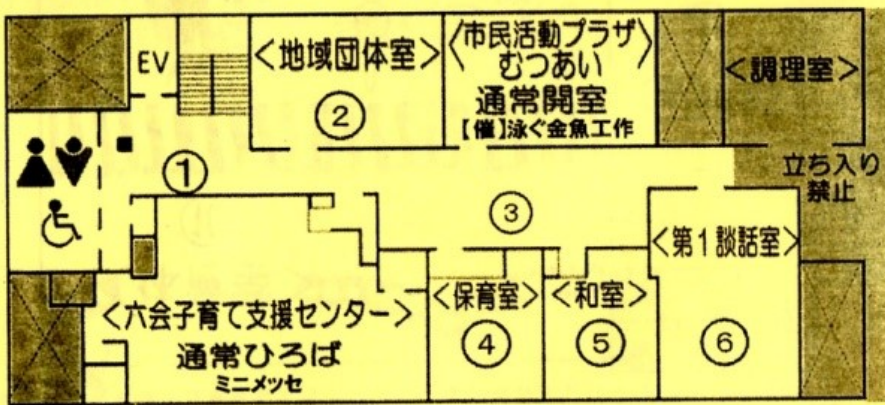 EV
<地域団体室>
②
<市民活動プラザ
むつあい>
通常開室
【催】泳ぐ金魚工作
<調理室>
立ち入り
禁止
①
③
<第1談話室>
⑥
<六会子育て支援センター>
通常ひろば
ミニメッセ
<保育室>
④
<和室>
⑤